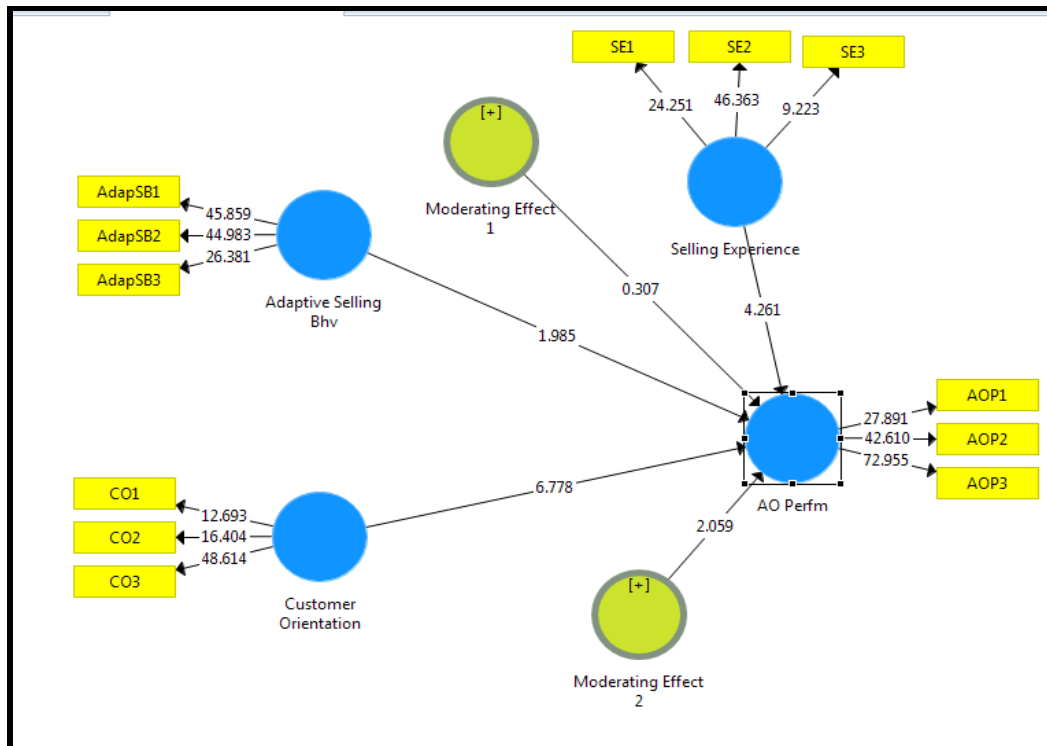 SE1
SE2
SE3
24.251
46.363
9.223
[+]
Moderating Effect
1
Selling Experience
AdapSB1
AdapSB2
AdapSB3
45.859
44.983
26.381
Adaptive Selling
Bhv
0.307
4.261
1.985
AOP1
AOP2
AOP3
27.891
42.610
72.955
AO Perfm
CO1
CO2
CO3
12.693
16.404
48.614
Customer
Orientation
6.778
2.059
[+]
Moderating Effect
2